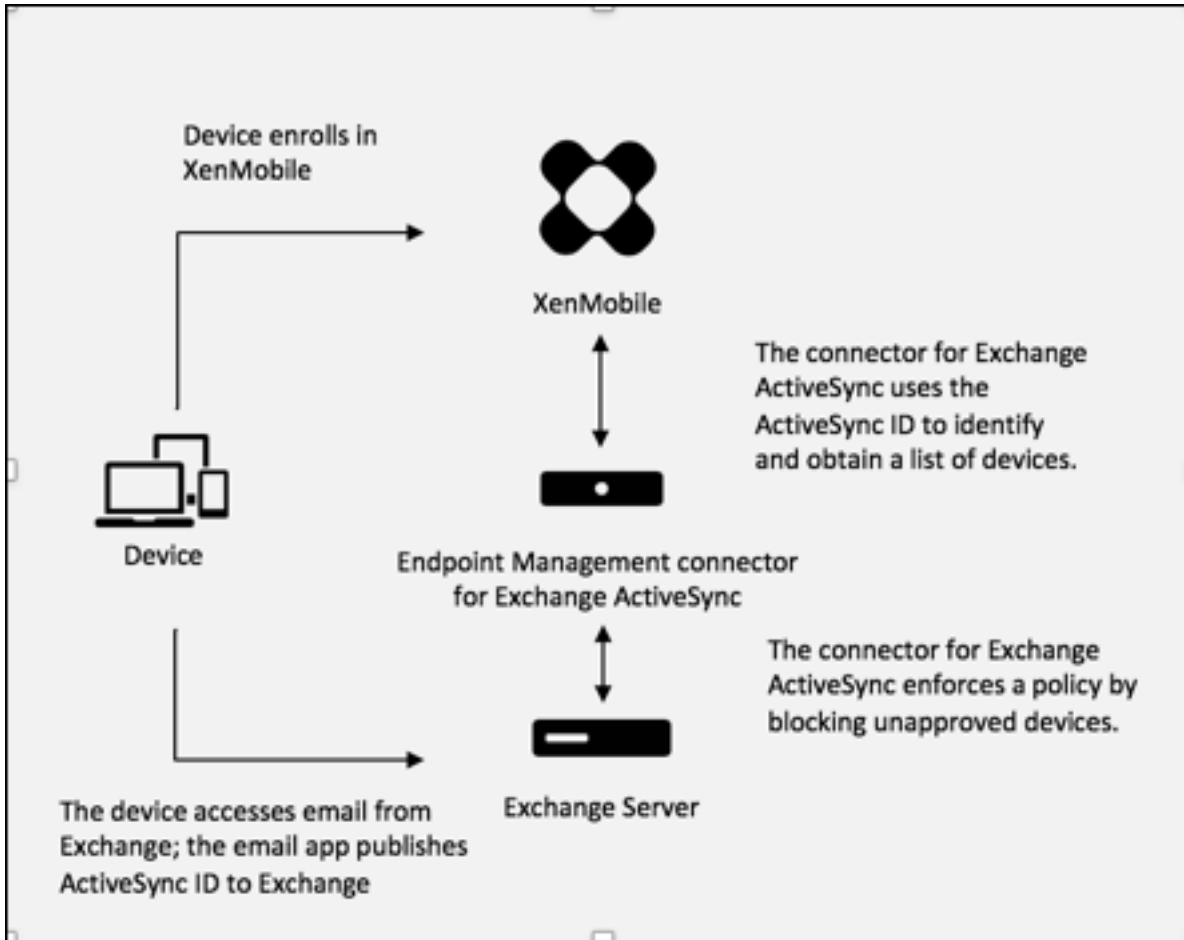 Device enrolls in
XenMobile
XenMobile
The connector for Exchange
ActiveSync uses the
ActiveSync ID to identify
and obtain a list of devices.
Device
Endpoint Management connector
for Exchange ActiveSync
The connector for Exchange
ActiveSync enforces a policy by
blocking unapproved devices.
Exchange Server
The device accesses email from
Exchange; the email app publishes
ActiveSync ID to Exchange